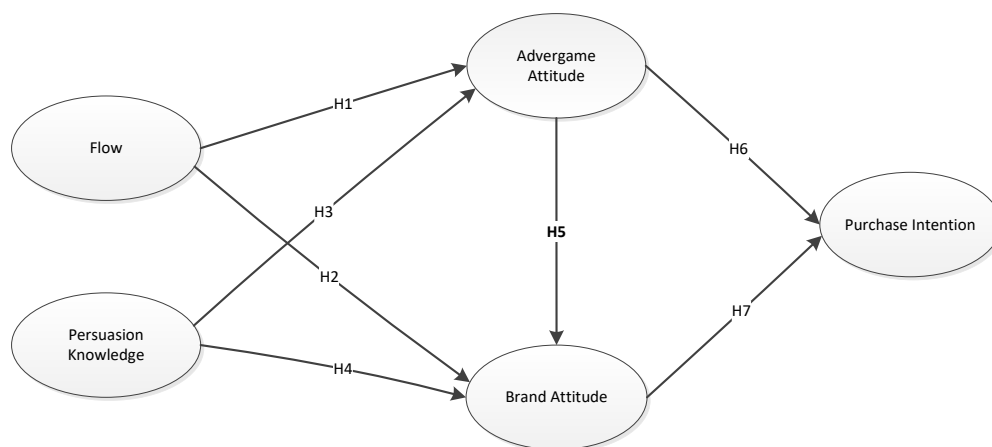 Advergame
Attitude
H1
Flow
H6
H3
Purchase Intention
H5
H2
H7
Persuasion
Knowledge
H4
Brand Attitude